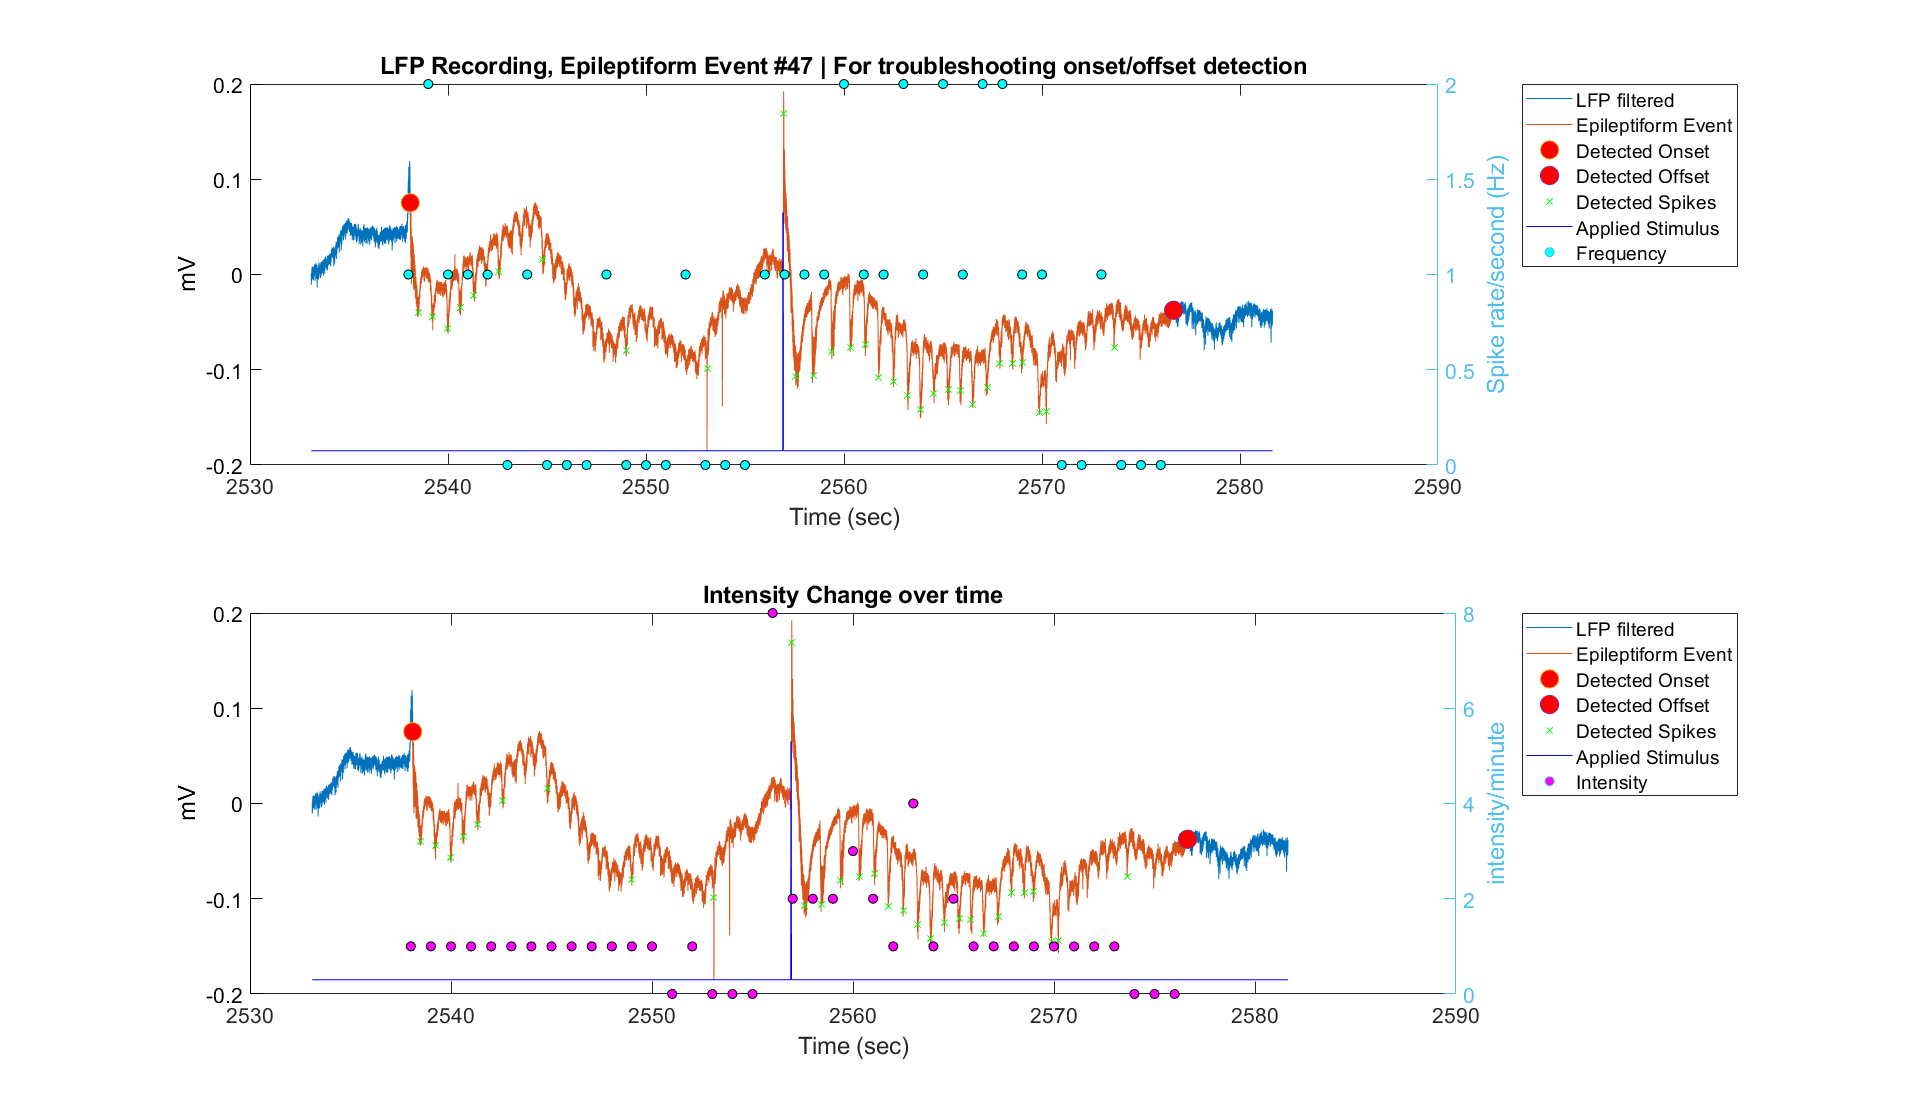 LFP Recording, Epileptiform Event #47 | For troubleshooting onset/offset detection
0.2
0.1
0
-0.1
-0.2
mV
2530
2540
2550
2560
2570
2580
2590
Time (sec)
2
1.5
1
0.5
0
Spike rate/second (Hz)
LFP filtered
Epileptiform Event
Detected Onset
Detected Offset
Detected Spikes
Applied Stimulus
Frequency
Intensity Change over time
0.2
0.1
0
-0.1
-0.2
mV
2530
2540
2550
2560
2570
2580
2590
Time (sec)
8
6
4
2
0
intensity/minute
LFP filtered
Epileptiform Event
Detected Onset
Detected Offset
Detected Spikes
Applied Stimulus
Intensity